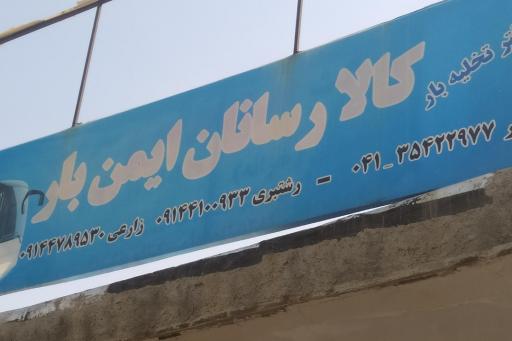 تخلیه بار
کالا رسانان ایمن بار
۰۴۱_۳۵۴۲۲۹۷۷
رشتبری ۰۹۱۴۴۱۰۰۹۳۳ زارعی ۰۹۱۴۴۷۸۹۵۳۰